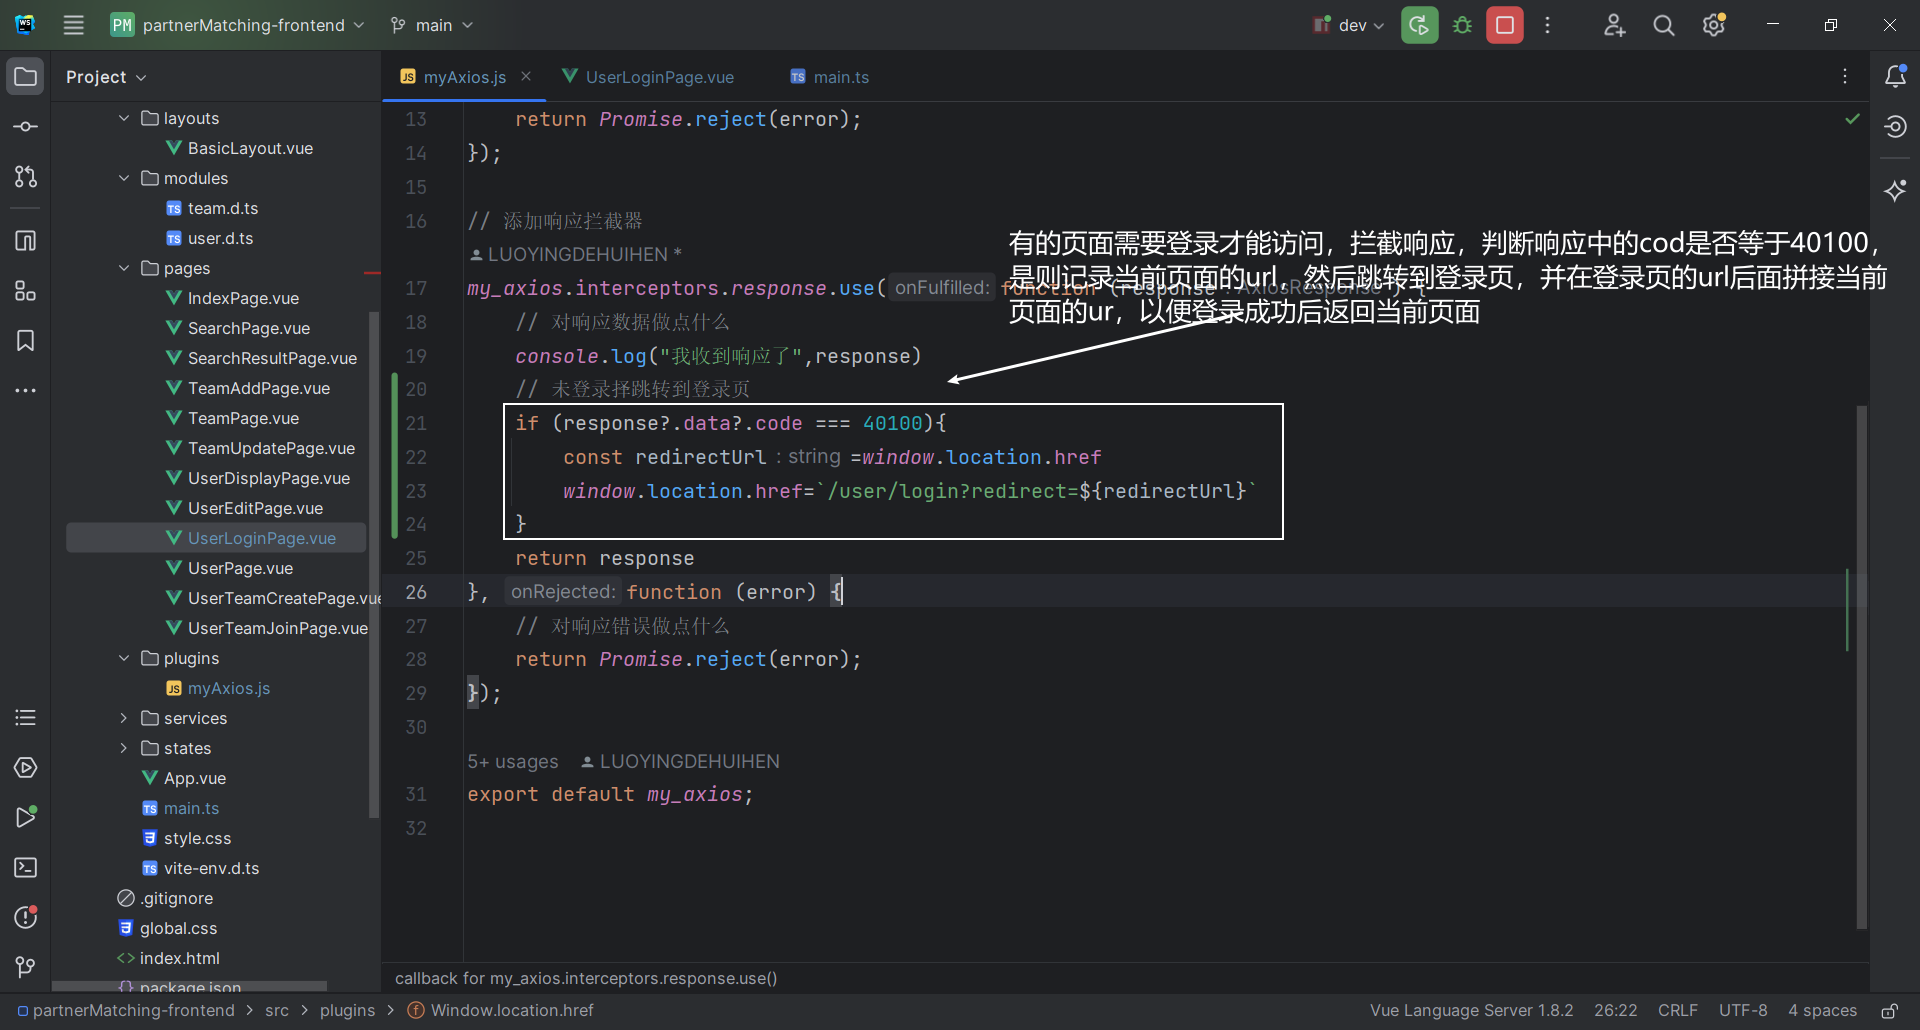 PM partnerMatching-frontend main dev
Project
myAxios.js UserLoginPage.vue main.ts
layouts
BasicLayout.vue
modules
team.d.ts
user.d.ts
pages
IndexPage.vue
SearchPage.vue
SearchResultPage.vue
TeamAddPage.vue
TeamPage.vue
TeamUpdatePage.vue
UserDisplayPage.vue
UserEditPage.vue
UserLoginPage.vue
UserPage.vue
UserTeamCreatePage.vue
UserTeamJoinPage.vue
plugins
myAxios.js
services
states
App.vue
main.ts
style.css
vite-env.d.ts
.gitignore
global.css
index.html
package.json
13 return Promise.reject(error);
14 });
15
16 // 添加响应拦截器
LUOYINGDEHUIHEN *
17 my_axios.interceptors.response.use( onFulfilled: function (response : AxiosResponse ) {
18 // 对响应数据做点什么
19 console.log("我收到响应了",response)
20 // 未登录择跳转到登录页
21 if (response?.data?.code === 40100){
22 const redirectUrl : string =window.location.href
23 window.location.href=`/user/login?redirect=${redirectUrl}`
24 }
25 return response
26 }, onRejected: function (error) {
27 // 对响应错误做点什么
28 return Promise.reject(error);
29 });
30
5+ usages LUOYINGDEHUIHEN
31 export default my_axios;
32
有的页面需要登录才能访问，拦截响应，判断响应中的cod是否等于40100，
是则记录当前页面的url，然后跳转到登录页，并在登录页的url后面拼接当前
页面的ur，以便登录成功后返回当前页面
callback for my_axios.interceptors.response.use()
partnerMatching-frontend > src > plugins > Window.location.href Vue Language Server 1.8.2 26:22 CRLF UTF-8 4 spaces